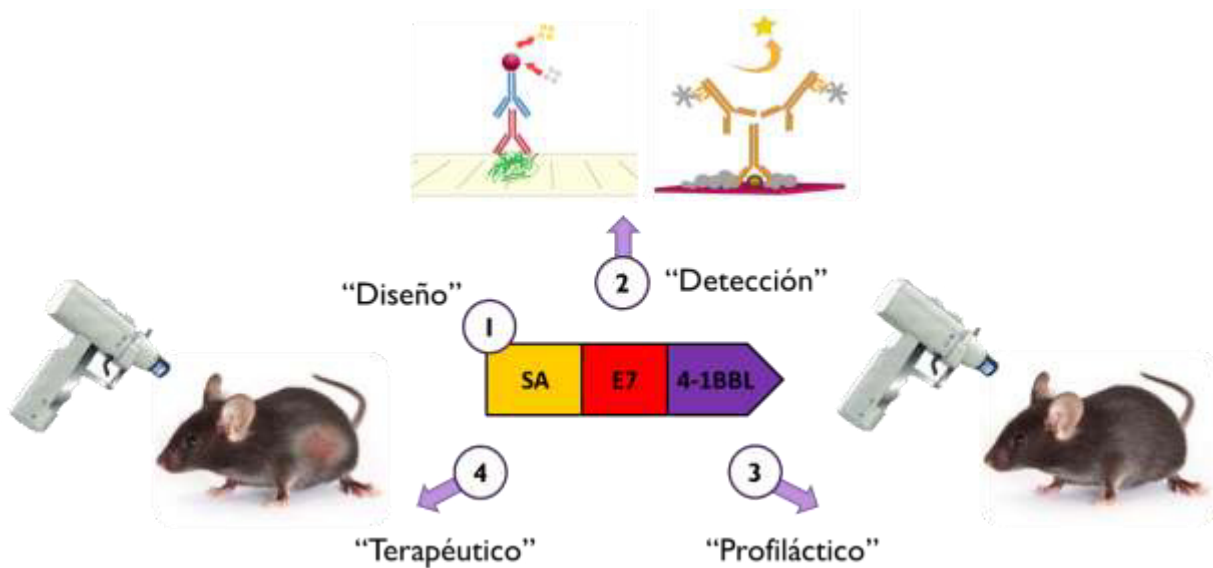 2 “Detección”
“Diseño”
1
SA E7 4-1BBL
4
3
“Terapéutico”
“Profiláctico”